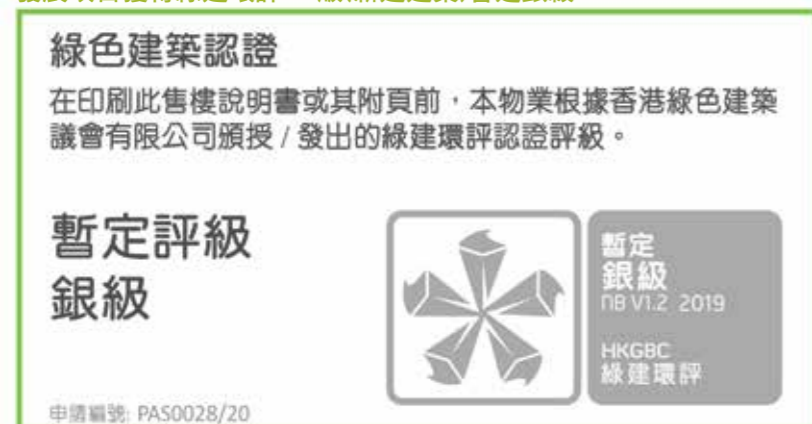 綠色建築認證
在印刷此售樓說明書或其附頁前，本物業根據香港綠色建築
議會有限公司頒授 / 發出的綠建環評認證評級。
暫定評級
銀級
暫定
銀級
NB V1.2 2019
HKGBC
綠建環評
申請編號: PAS0028/20